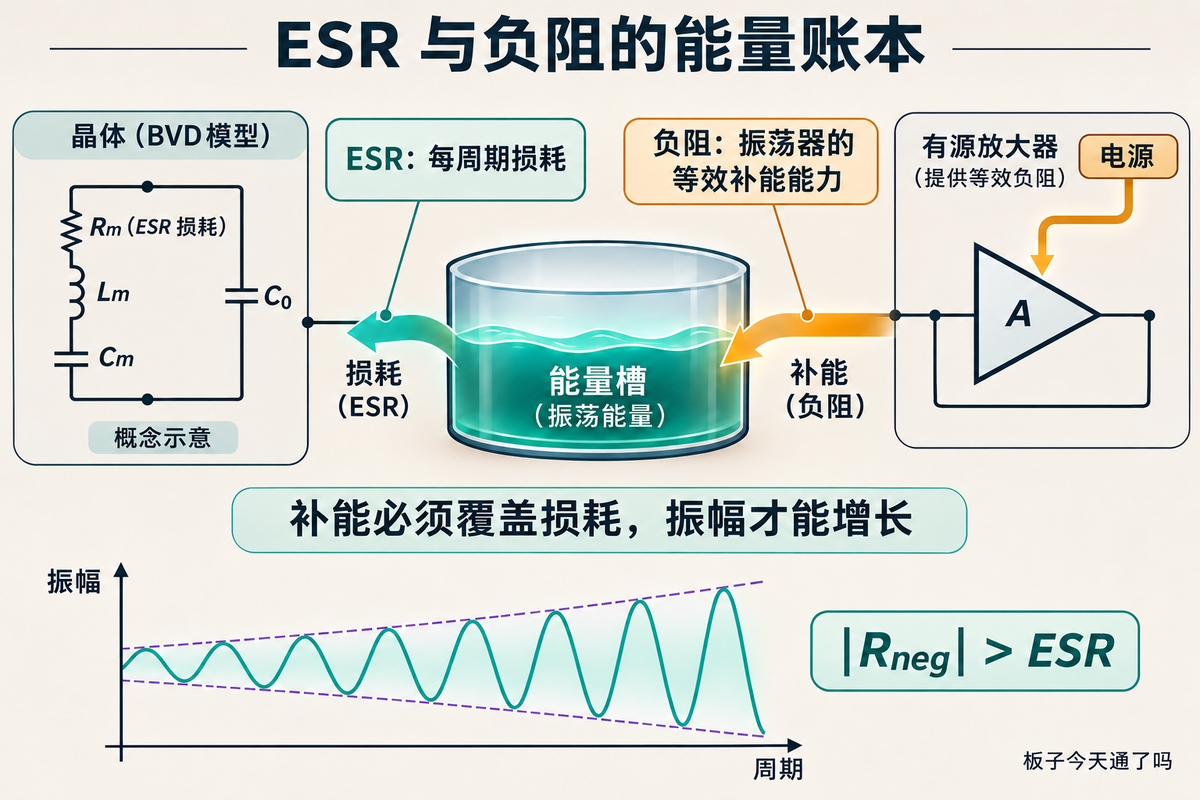 ESR 与负阻的能量账本
晶体（BVD 模型）
Rm（ESR 损耗）
Lm
Cm
C0
概念示意
ESR：每周期损耗
损耗
（ESR）
能量槽
（振荡能量）
负阻：振荡器的
等效补能能力
补能
（负阻）
有源放大器
（提供等效负阻）
电源
A
补能必须覆盖损耗，振幅才能增长
振幅
周期
|Rneg| > ESR
板子今天通了吗